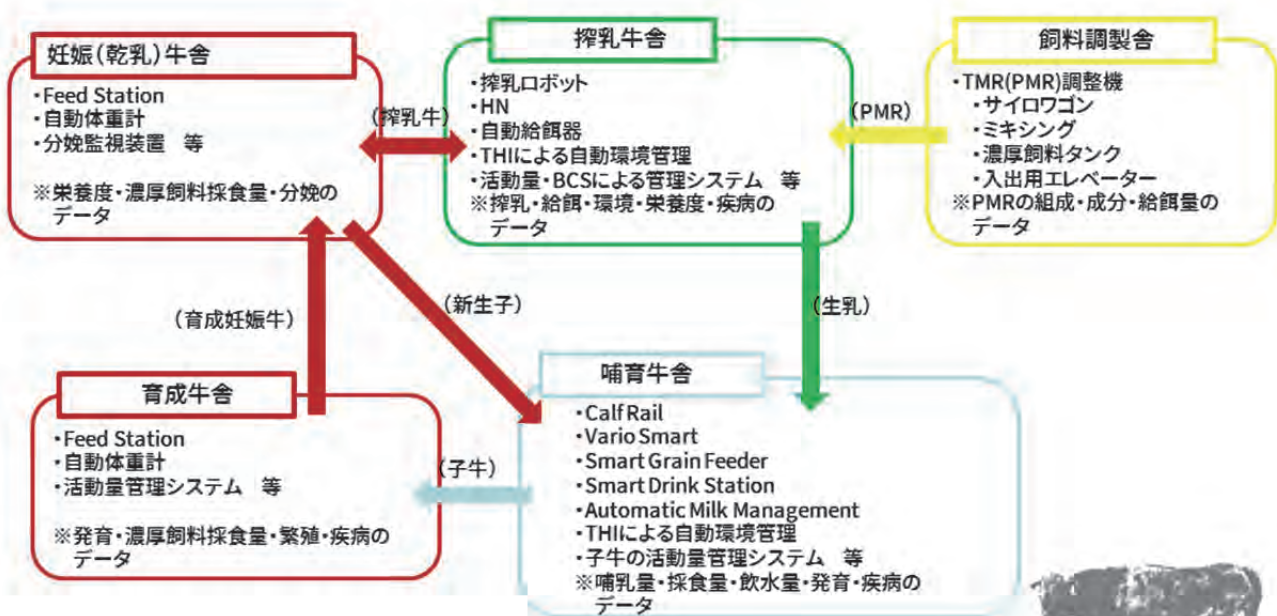 妊娠(乾乳)牛舎
・Feed Station
・自動体重計
・分娩監視装置　等
※栄養度・濃厚飼料採食量・分娩の
データ
(搾乳牛)
搾乳牛舎
・搾乳ロボット
・HN
・自動給餌器
・THIによる自動環境管理
・活動量・BCSによる管理システム　等
※搾乳・給餌・環境・栄養度・疾病の
データ
(PMR)
飼料調製舎
・TMR(PMR)調整機
・サイロワゴン
・ミキシング
・濃厚飼料タンク
・入出用エレベーター
※PMRの組成・成分・給餌量の
データ
(育成妊娠牛)
(新生子)
(生乳)
育成牛舎
・Feed Station
・自動体重計
・活動量管理システム　等
※発育・濃厚飼料採食量・繁殖・疾病の
データ
(子牛)
哺育牛舎
・Calf Rail
・Vario Smart
・Smart Grain Feeder
・Smart Drink Station
・Automatic Milk Management
・THIによる自動環境管理
・子牛の活動量管理システム　等
※哺乳量・採食量・飲水量・発育・疾病の
データ